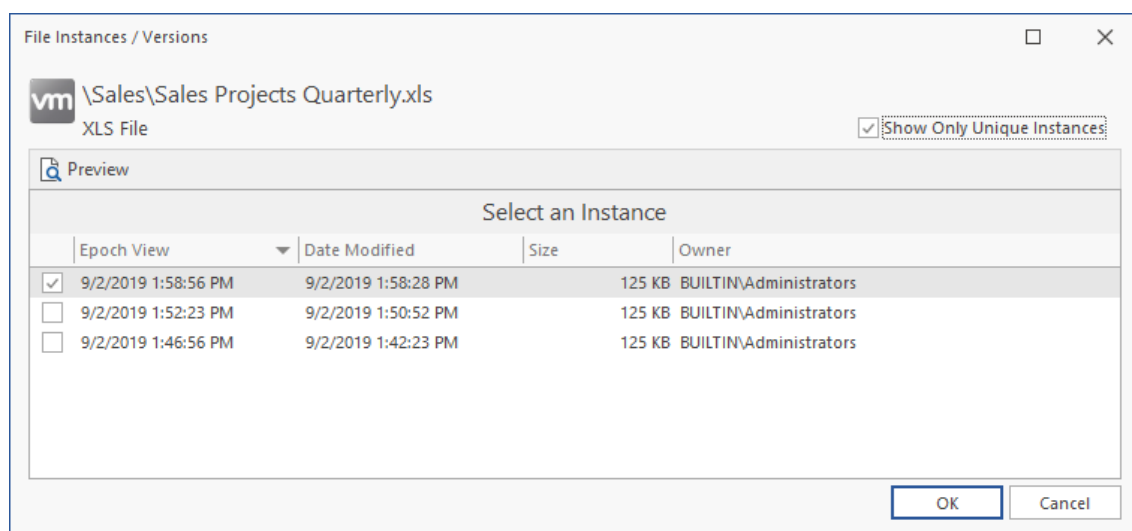 File Instances / Versions
vm
\Sales\Sales Projects Quarterly.xls
XLS File
Show Only Unique Instances
Preview
Select an Instance
Epoch View Date Modified Size Owner
9/2/2019 1:58:56 PM 9/2/2019 1:58:28 PM 125 KB BUILTIN\Administrators
9/2/2019 1:52:23 PM 9/2/2019 1:50:52 PM 125 KB BUILTIN\Administrators
9/2/2019 1:46:56 PM 9/2/2019 1:42:23 PM 125 KB BUILTIN\Administrators
OK Cancel